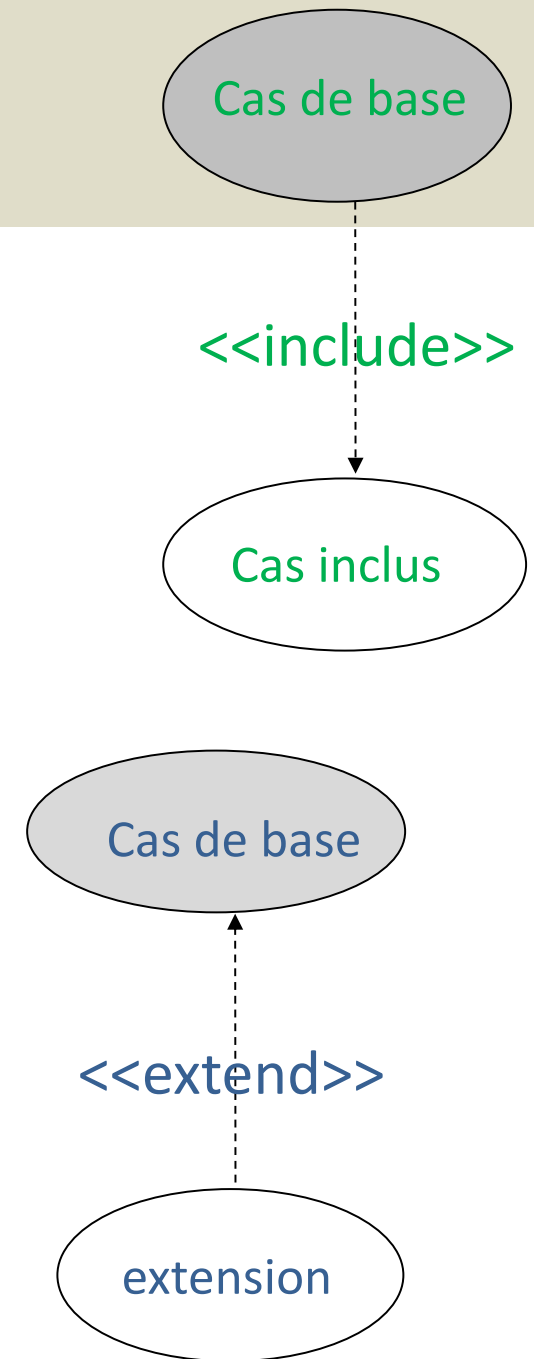 Cas de base
<<include>>
Cas inclus
Cas de base
<<extend>>
extension